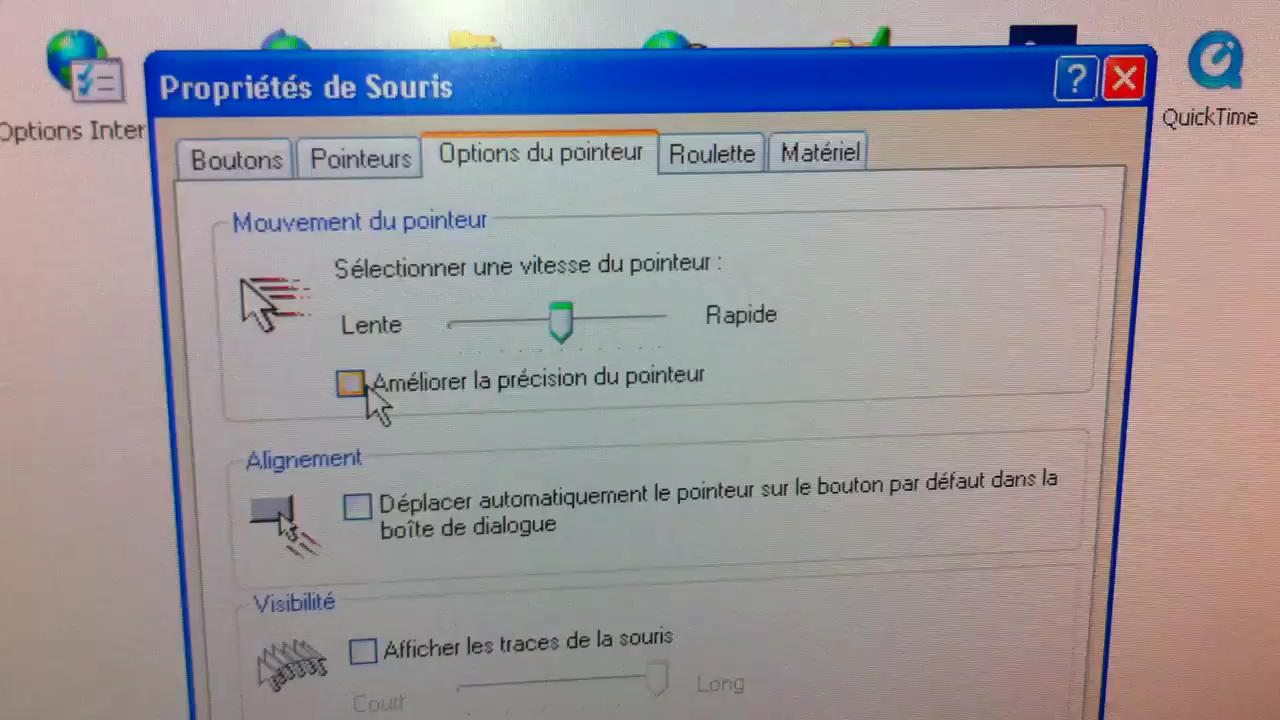 Options Inter
QuickTime
Propriétés de Souris
Boutons
Pointeurs
Options du pointeur
Roulette
Matériel
Mouvement du pointeur
Sélectionner une vitesse du pointeur :
Lente
Rapide
Améliorer la précision du pointeur
Alignement
Déplacer automatiquement le pointeur sur le bouton par défaut dans la
boîte de dialogue
Visibilité
Afficher les traces de la souris
Court
Long